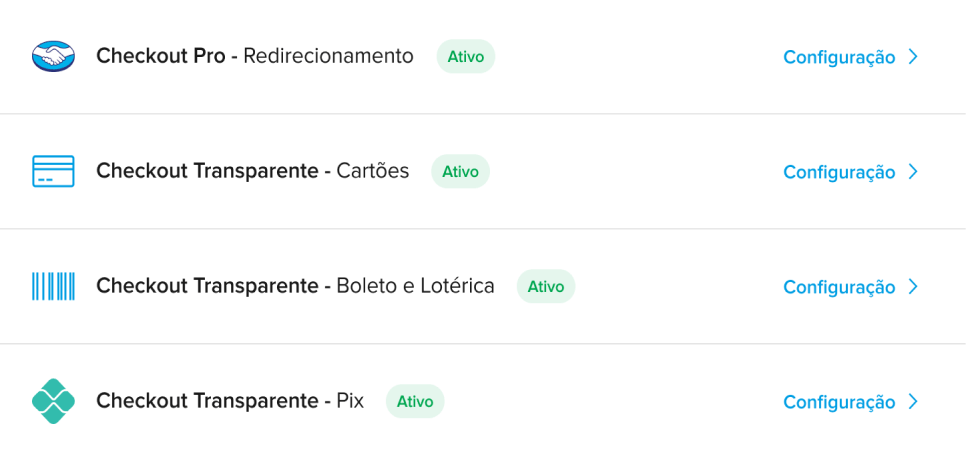 Checkout Pro - Redirecionamento Ativo Configuração
Checkout Transparente - Cartões Ativo Configuração
Checkout Transparente - Boleto e Lotérica Ativo Configuração
Checkout Transparente - Pix Ativo Configuração